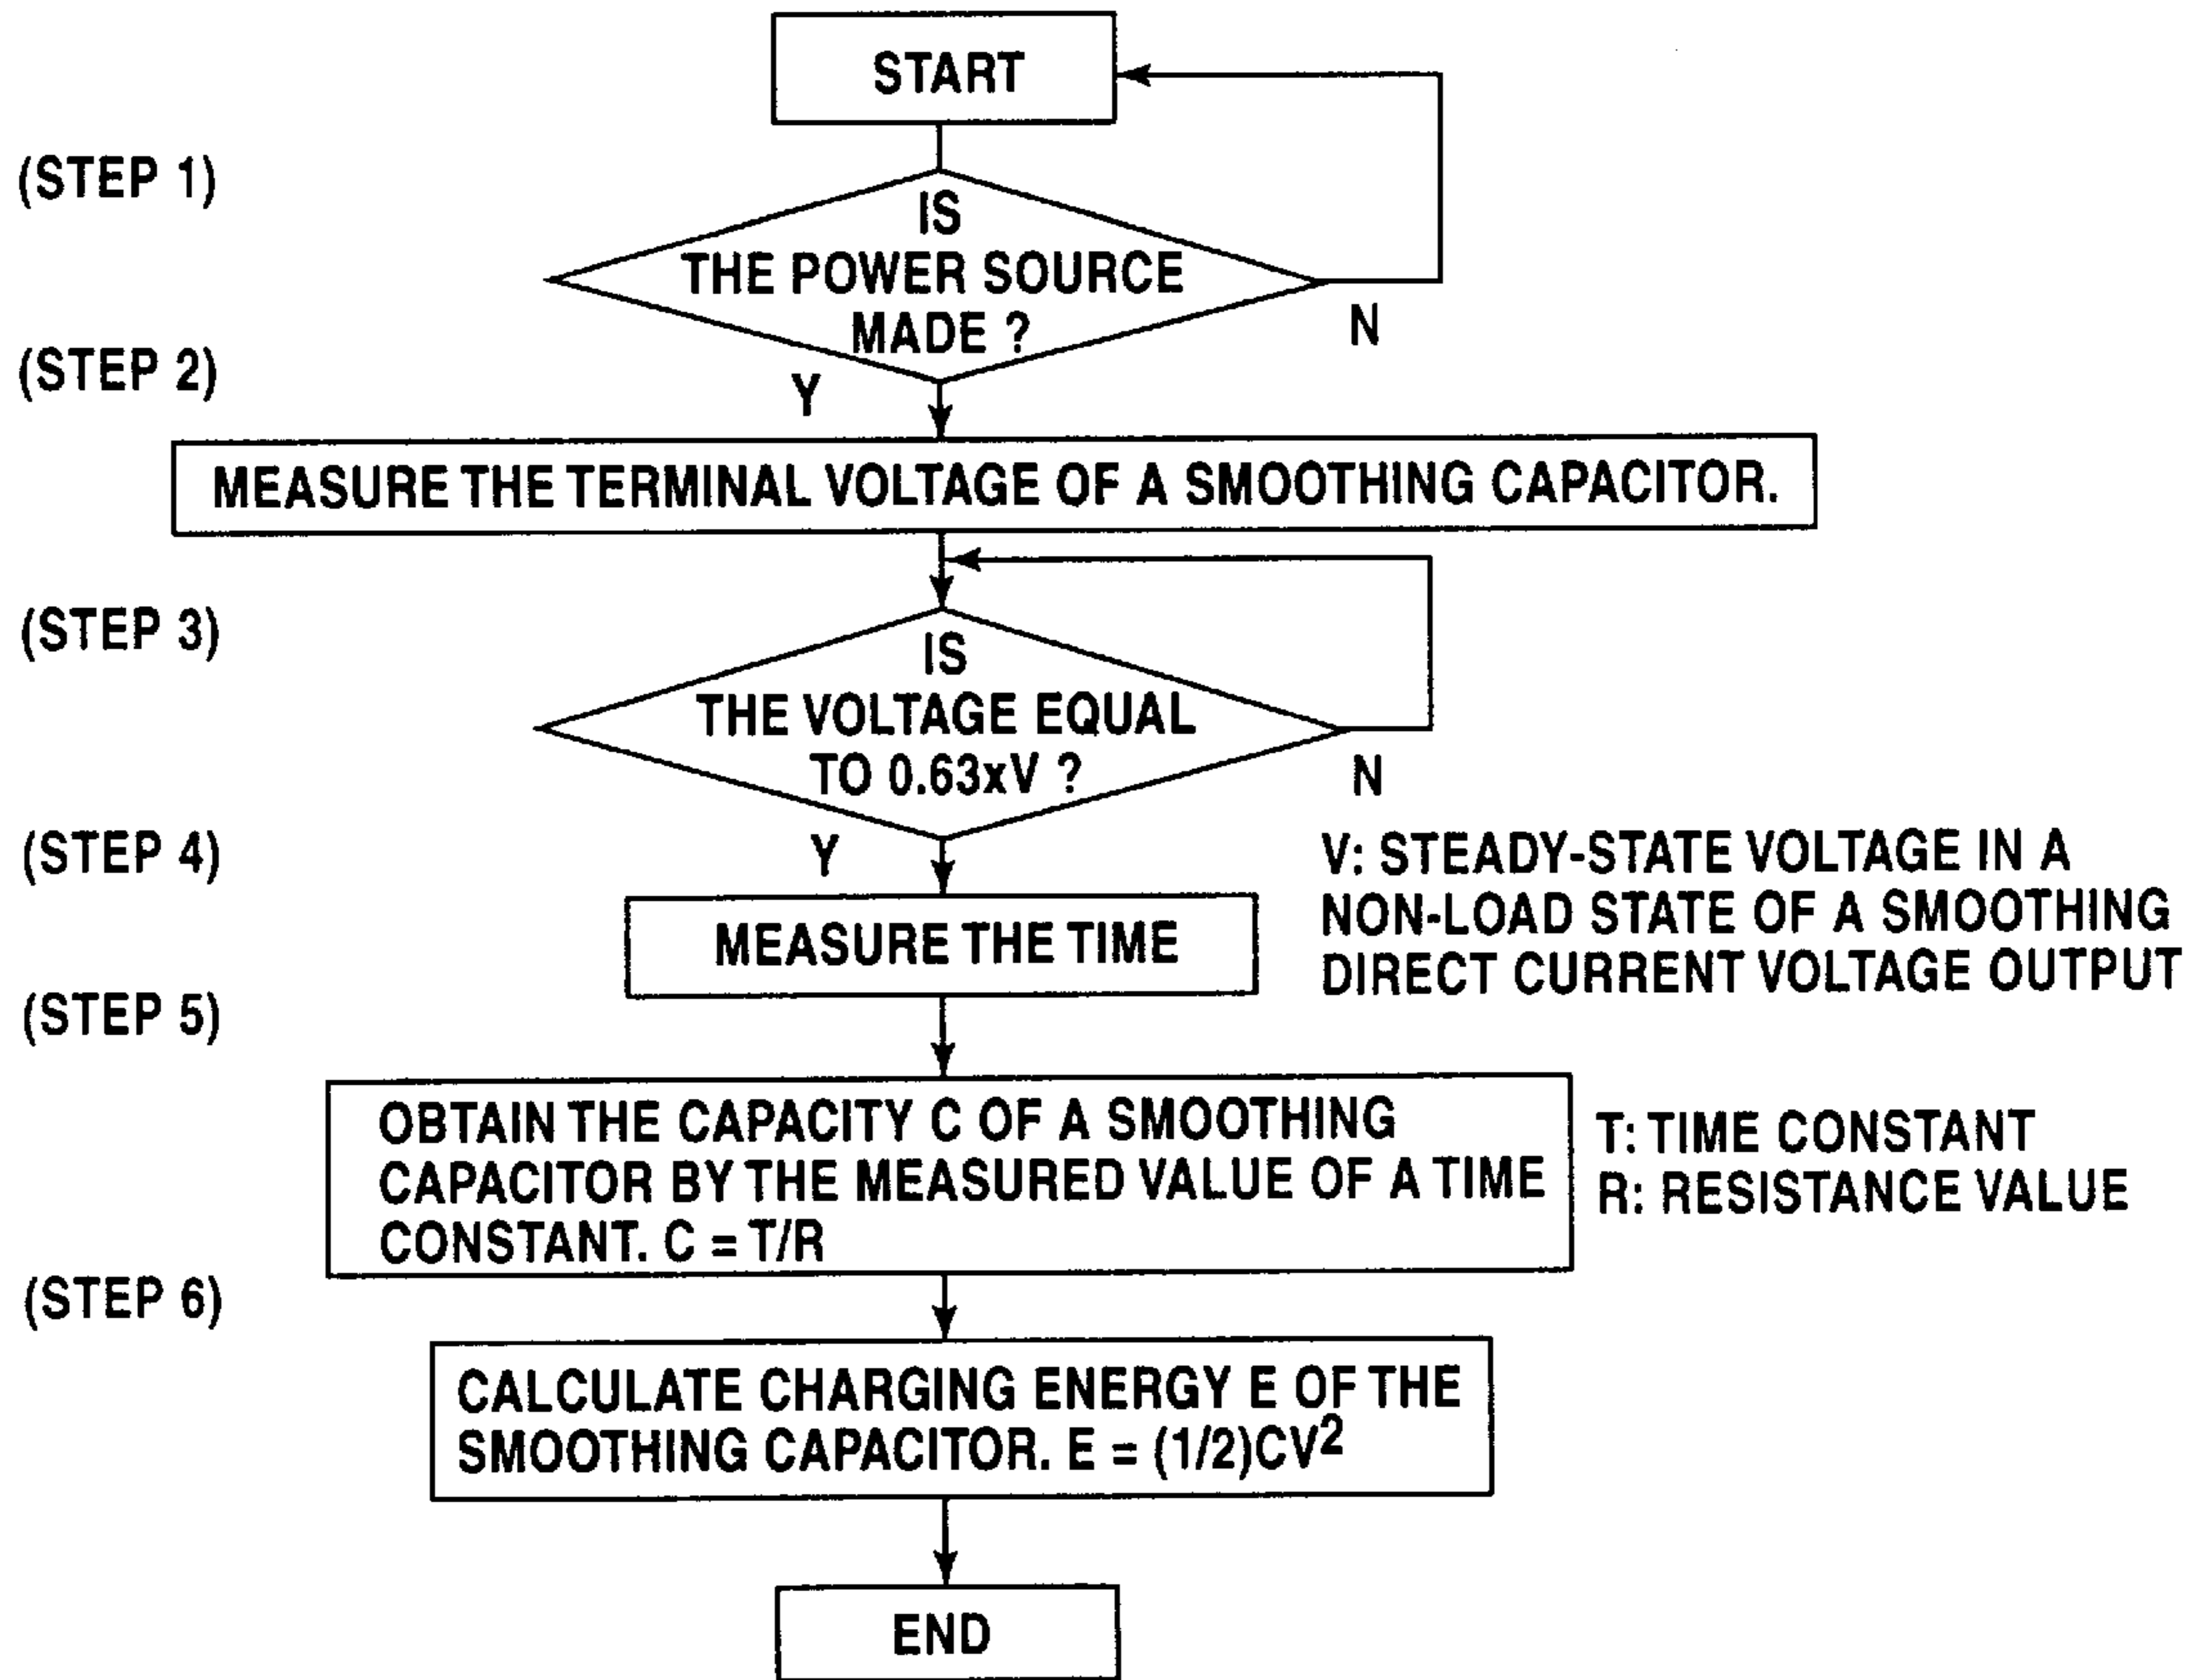 START
(STEP 1)
IS
THE POWER SOURCE
MADE ?
N
(STEP 2)
Y
MEASURE THE TERMINAL VOLTAGE OF A SMOOTHING CAPACITOR.
(STEP 3)
IS
THE VOLTAGE EQUAL
TO 0.63xV ?
N
(STEP 4)
Y
V: STEADY-STATE VOLTAGE IN A
NON-LOAD STATE OF A SMOOTHING
DIRECT CURRENT VOLTAGE OUTPUT
MEASURE THE TIME
(STEP 5)
OBTAIN THE CAPACITY C OF A SMOOTHING
CAPACITOR BY THE MEASURED VALUE OF A TIME
CONSTANT. C = T/R
T: TIME CONSTANT
R: RESISTANCE VALUE
(STEP 6)
CALCULATE CHARGING ENERGY E OF THE
SMOOTHING CAPACITOR. E = (1/2)CV²
END